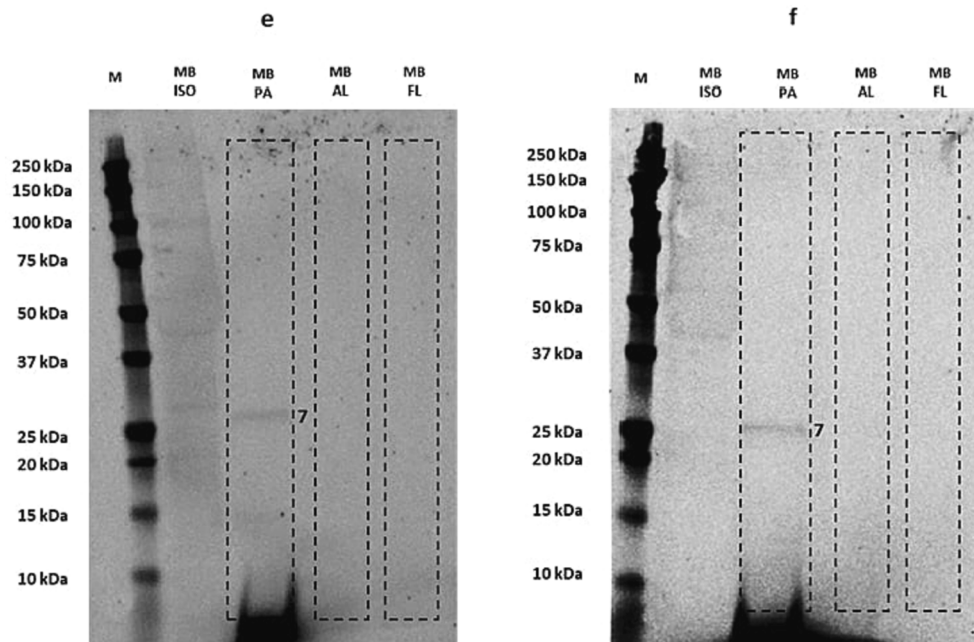 e
M
MB ISO
MB PA
MB AL
MB FL
250 kDa
150 kDa
100 kDa
75 kDa
50 kDa
37 kDa
25 kDa
20 kDa
15 kDa
10 kDa
7
f
M
MB ISO
MB PA
MB AL
MB FL
250 kDa
150 kDa
100 kDa
75 kDa
50 kDa
37 kDa
25 kDa
20 kDa
15 kDa
10 kDa
7